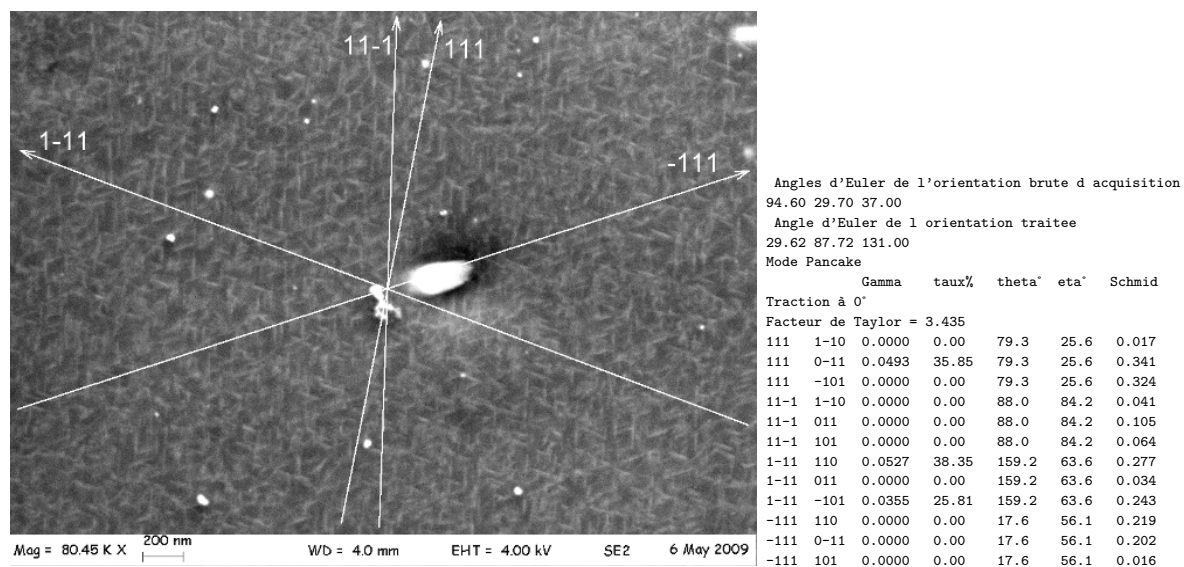 11-1 111
1-11
-111
Mag = 80.45 K X 200 nm WD = 4.0 mm EHT = 4.00 kV SE2 6 May 2009
Angles d'Euler de l'orientation brute d acquisition
94.60 29.70 37.00
Angle d'Euler de l orientation traitee
29.62 87.72 131.00
Mode Pancake
Gamma taux% theta° eta° Schmid
Traction à 0°
Facteur de Taylor = 3.435
111 1-10 0.0000 0.00 79.3 25.6 0.017
111 0-11 0.0493 35.85 79.3 25.6 0.341
111 -101 0.0000 0.00 79.3 25.6 0.324
11-1 1-10 0.0000 0.00 88.0 84.2 0.041
11-1 011 0.0000 0.00 88.0 84.2 0.105
11-1 101 0.0000 0.00 88.0 84.2 0.064
1-11 110 0.0527 38.35 159.2 63.6 0.277
1-11 011 0.0000 0.00 159.2 63.6 0.034
1-11 -101 0.0355 25.81 159.2 63.6 0.243
-111 110 0.0000 0.00 17.6 56.1 0.219
-111 0-11 0.0000 0.00 17.6 56.1 0.202
-111 101 0.0000 0.00 17.6 56.1 0.016